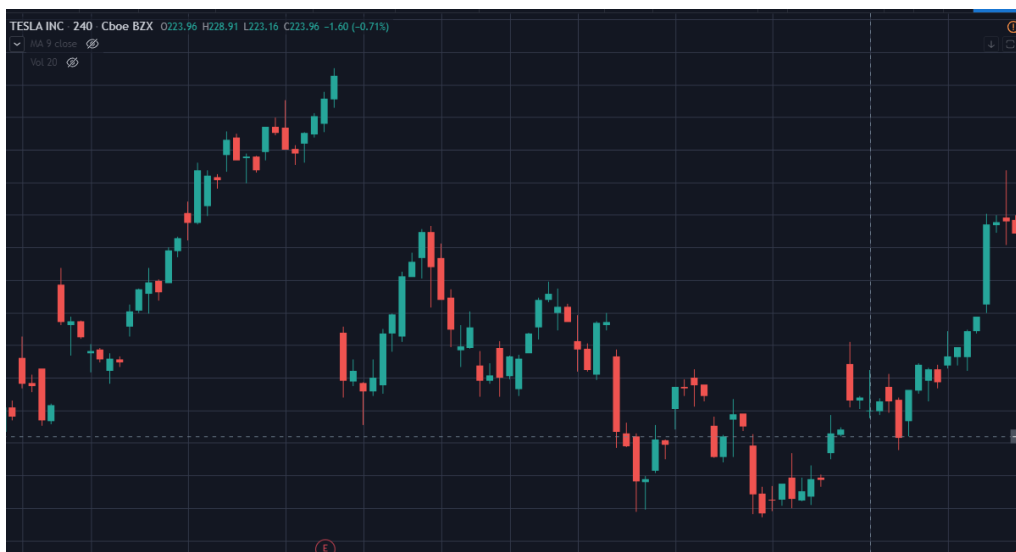 TESLA INC · 240 · Cboe BZX O223.96 H228.91 L223.16 C223.96 −1.60 (−0.71%)
MA 9 close
Vol 20
E